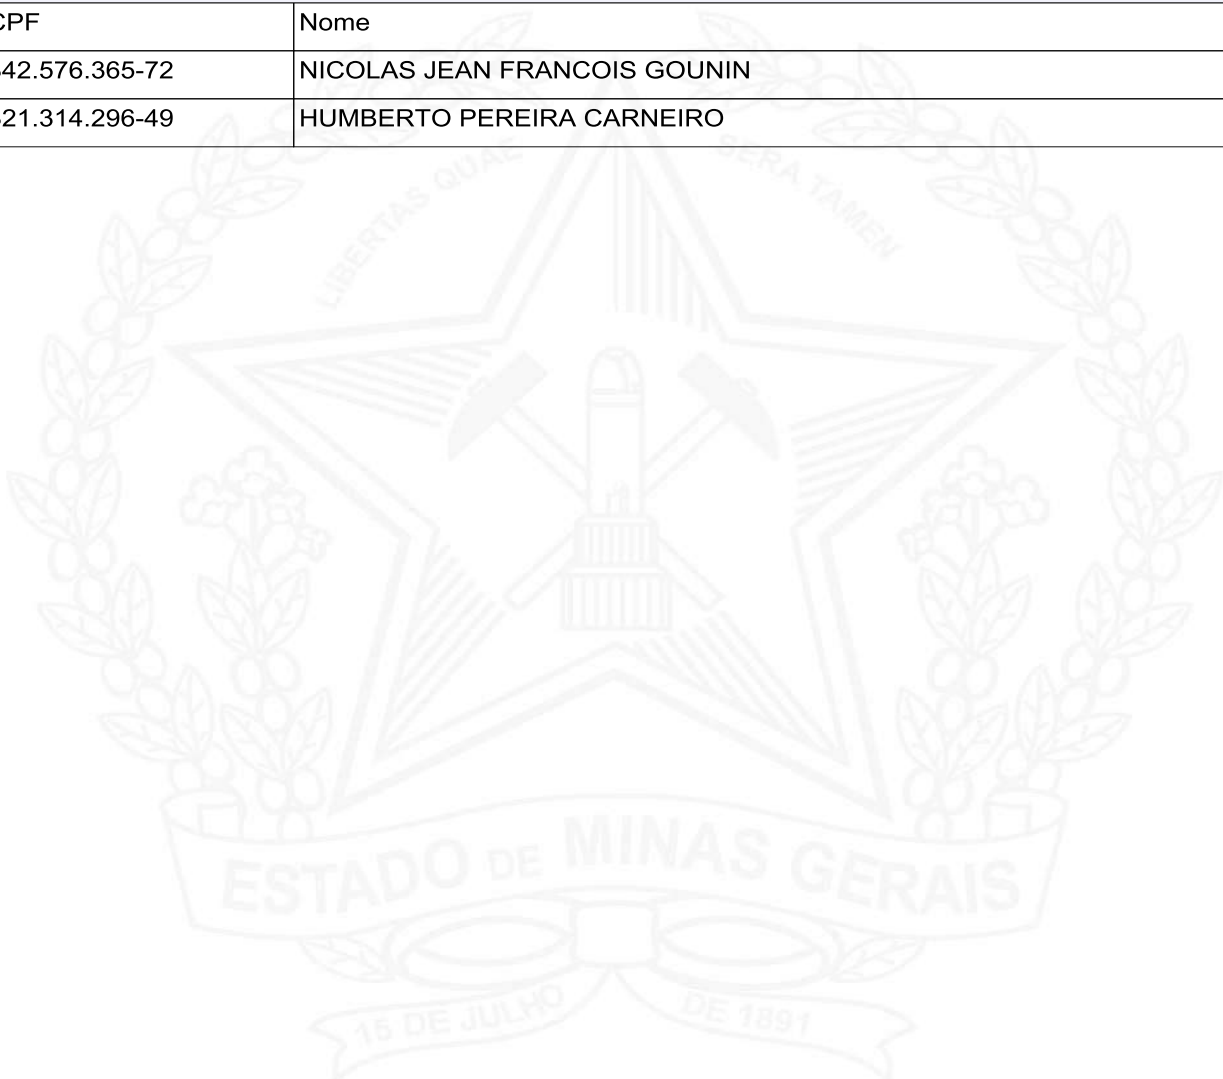 CPF Nome
42.576.365-72 NICOLAS JEAN FRANCOIS GOUNIN
21.314.296-49 HUMBERTO PEREIRA CARNEIRO
LIBERTAS QUAE SERA TAMEN
ESTADO DE MINAS GERAIS
15 DE JULHO DE 1891